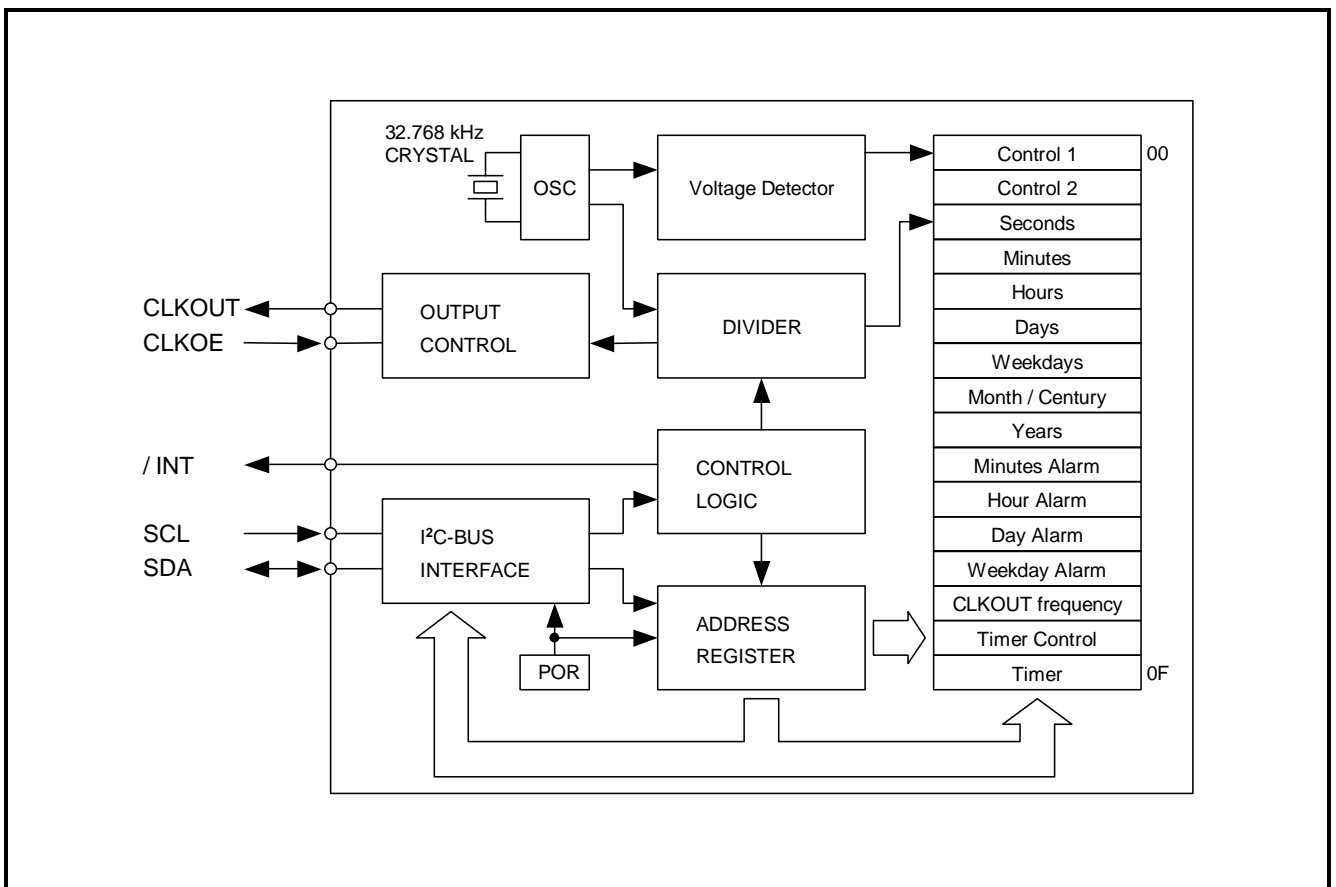 32.768 kHz
CRYSTAL
OSC
Voltage Detector
Control 1
00
Control 2
Seconds
Minutes
Hours
Days
Weekdays
Month / Century
Years
Minutes Alarm
Hour Alarm
Day Alarm
Weekday Alarm
CLKOUT frequency
Timer Control
Timer
0F
CLKOUT
CLKOE
OUTPUT
CONTROL
DIVIDER
/ INT
CONTROL
LOGIC
SCL
SDA
I²C-BUS
INTERFACE
ADDRESS
REGISTER
POR